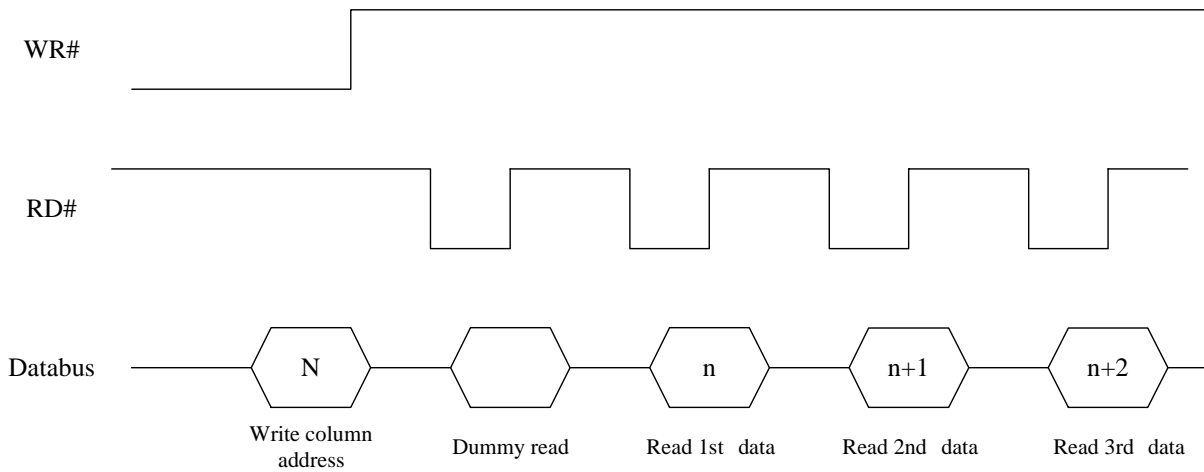 WR#
RD#
Databus
N
n
n+1
n+2
Write column
address
Dummy read
Read 1st data
Read 2nd data
Read 3rd data